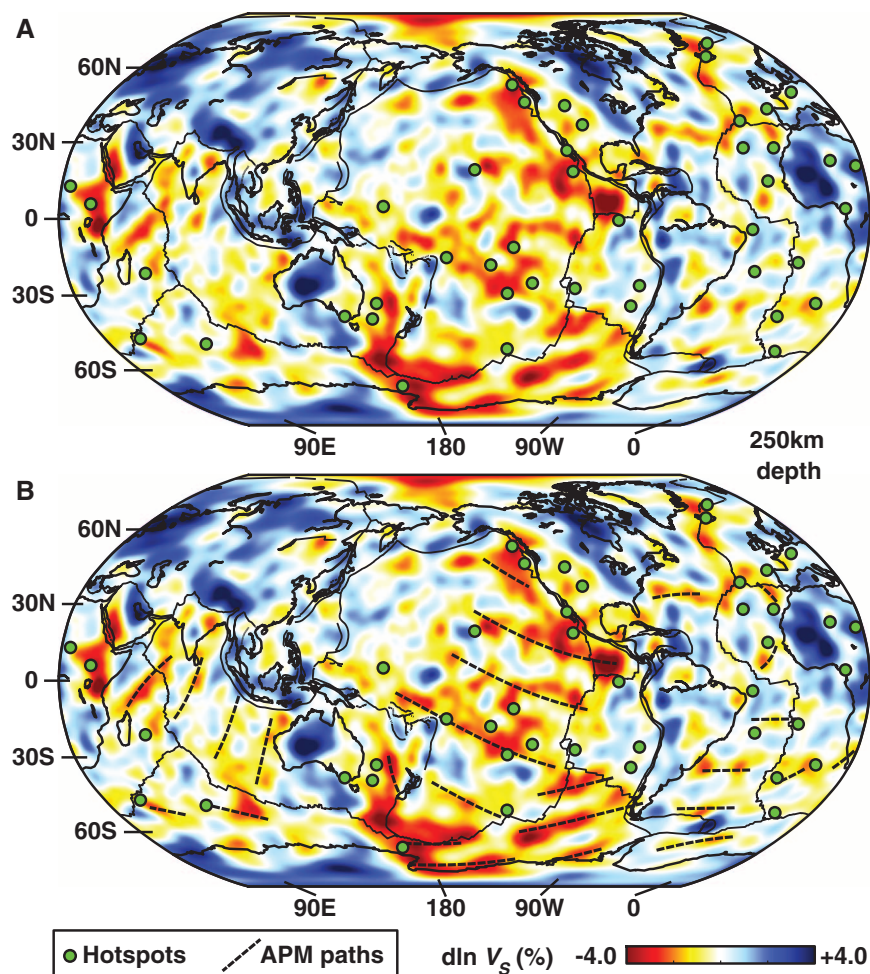 A
60N
30N
0
30S
60S
90E
180
90W
0
250km
depth
B
60N
30N
0
30S
60S
90E
180
90W
0
Hotspots
APM paths
dln Vs (%)
-4.0
+4.0